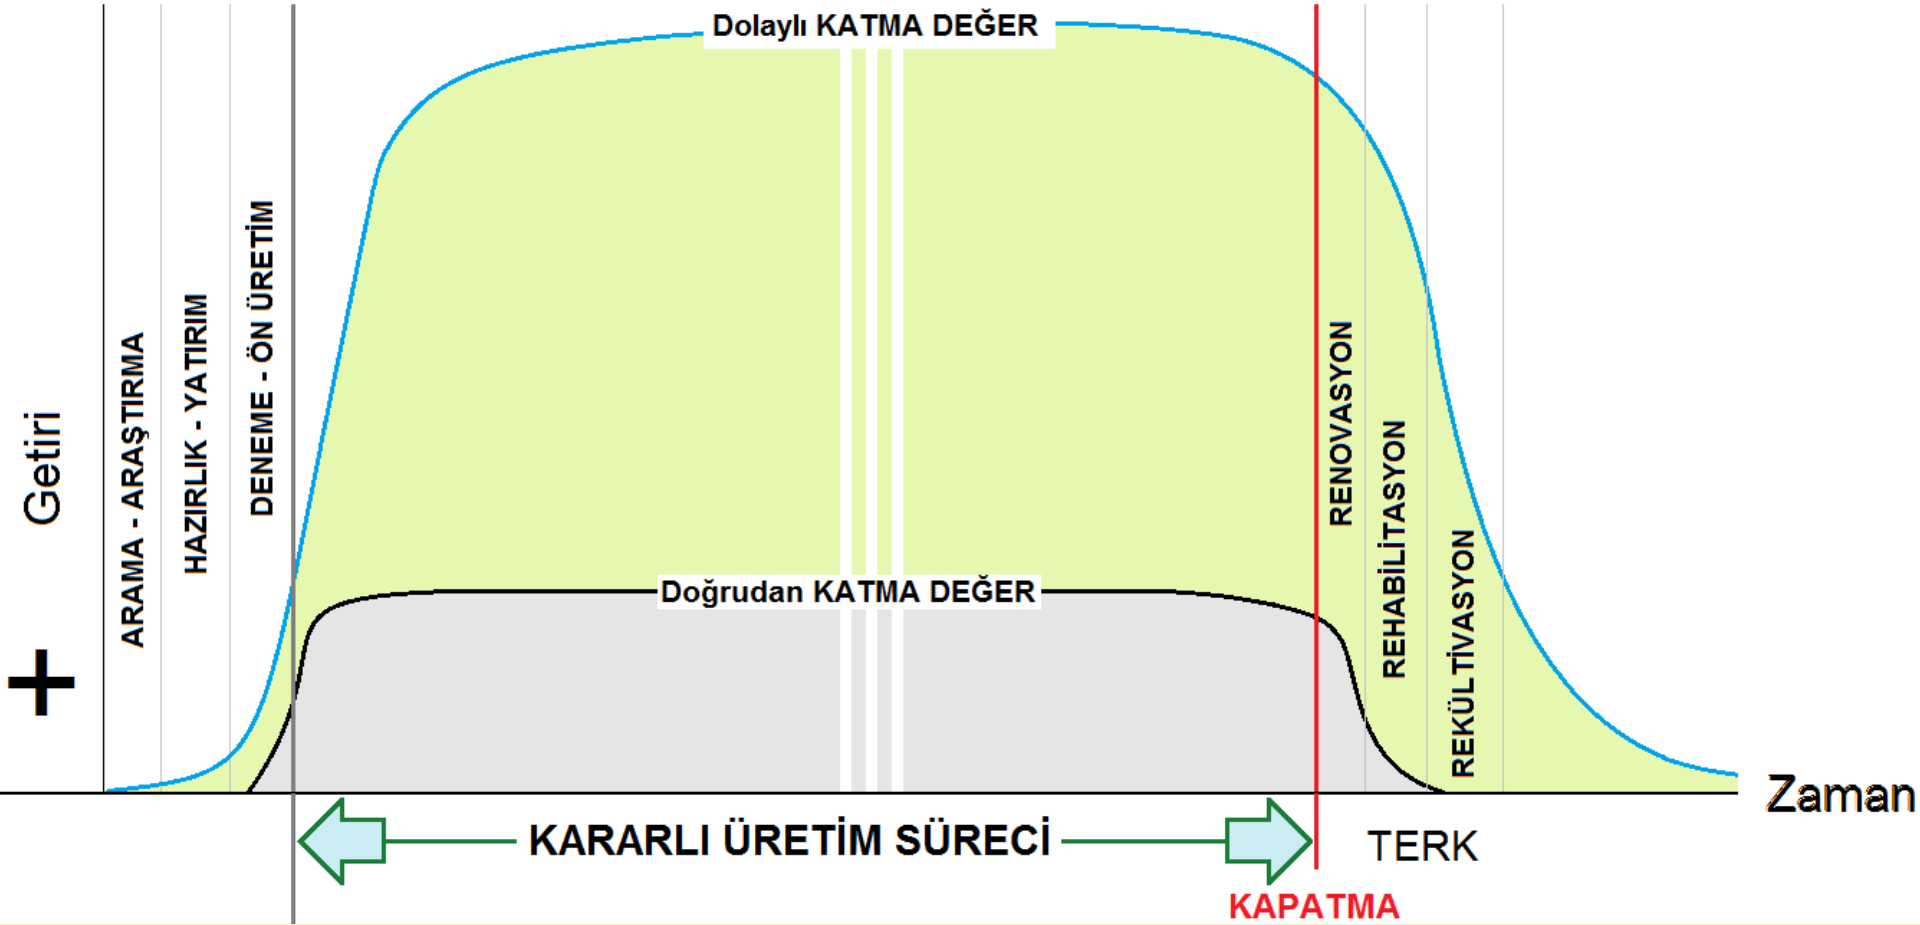 Dolaylı KATMA DEĞER
Getiri
+
ARAMA - ARAŞTIRMA
HAZIRLIK - YATIRIM
DENEME - ÖN ÜRETİM
Doğrudan KATMA DEĞER
RENOVASYON
REHABİLİTASYON
REKÜLTİVASYON
Zaman
KARARLI ÜRETİM SÜRECİ
TERK
KAPATMA